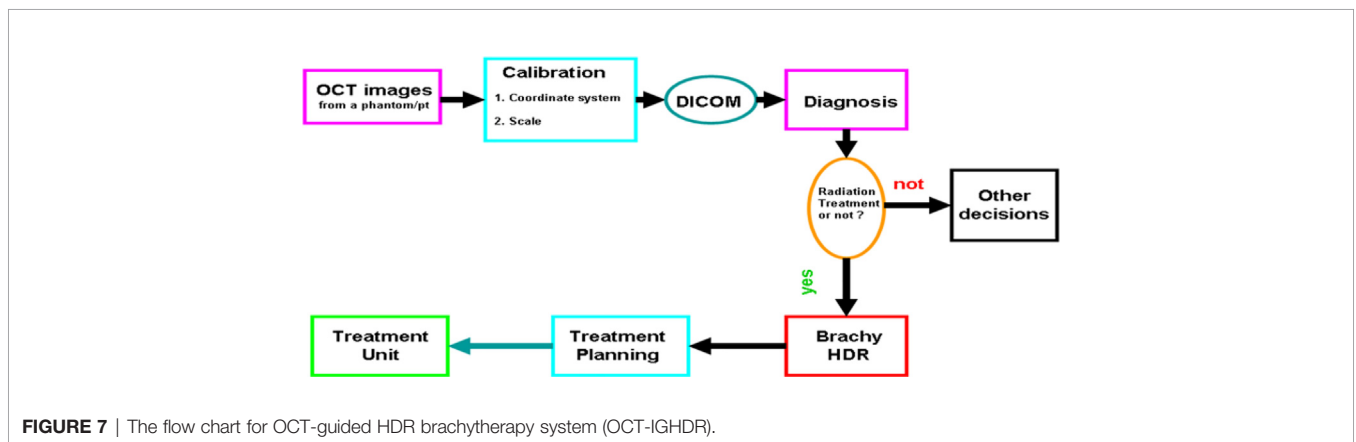 OCT images
from a phantom/pt
Calibration
1. Coordinate system
2. Scale
DICOM
Diagnosis
Radiation
Treatment
or not ?
not
Other
decisions
yes
Brachy
HDR
Treatment
Planning
Treatment
Unit
FIGURE 7 | The flow chart for OCT-guided HDR brachytherapy system (OCT-IGHDR).